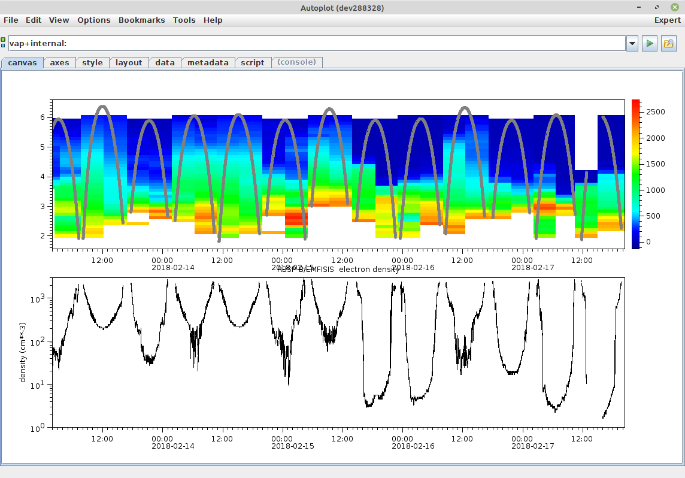 Autoplot (dev288328)
File Edit View Options Bookmarks Tools Help Expert
vap+internal:
canvas axes style layout data metadata script (console)
6
5
4
3
2
2500
2000
1500
1000
500
0
12:00 00:00 12:00 00:00 12:00 00:00 12:00 00:00 12:00
2018-02-14 2018-02-15 2018-02-16 2018-02-17
EMFISIS electron density
10^3
10^2
10^1
10^0
density (cm**-3)
12:00 00:00 12:00 00:00 12:00 00:00 12:00 00:00 12:00
2018-02-14 2018-02-15 2018-02-16 2018-02-17